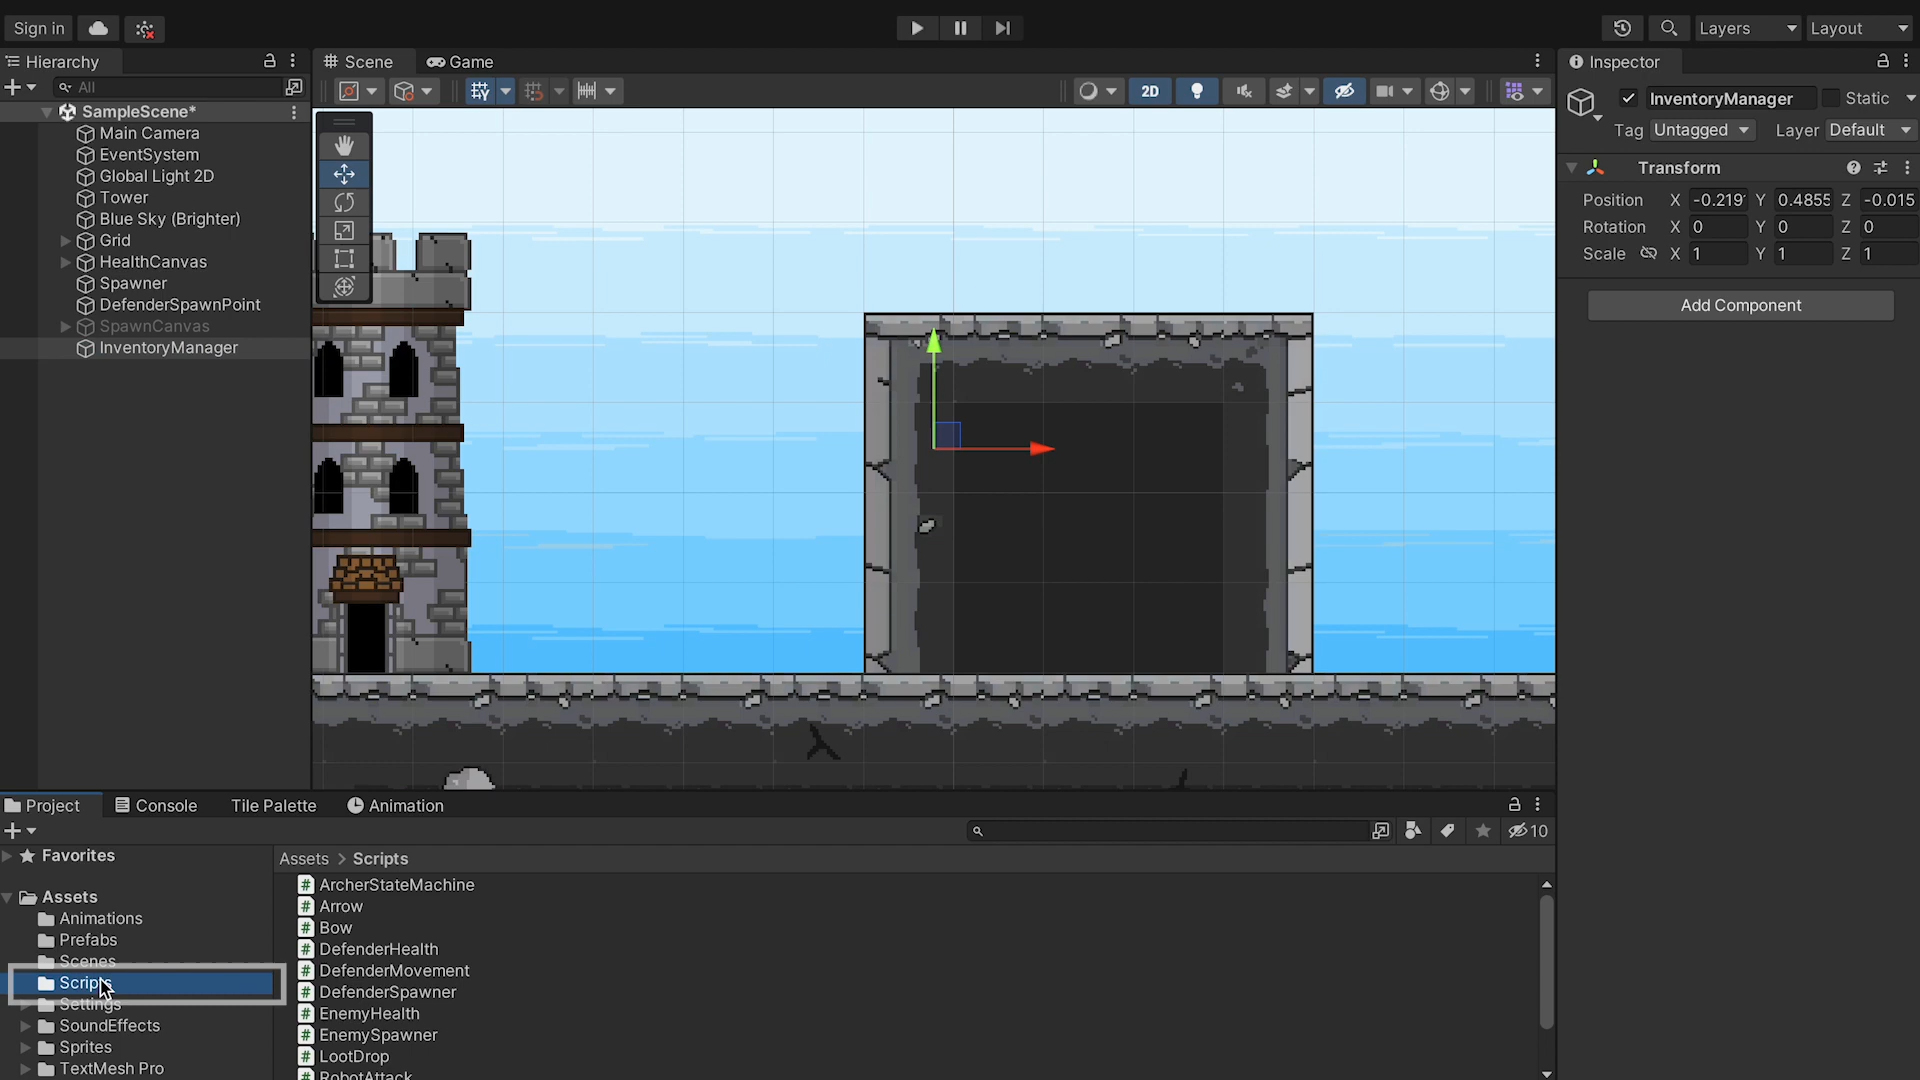 Sign in
Layers
Layout
Hierarchy
All
SampleScene*
Main Camera
EventSystem
Global Light 2D
Tower
Blue Sky (Brighter)
Grid
HealthCanvas
Spawner
DefenderSpawnPoint
SpawnCanvas
InventoryManager
Scene
Game
2D
Inspector
InventoryManager
Static
Tag Untagged
Layer Default
Transform
Position X -0.219 Y 0.4855 Z -0.015
Rotation X 0 Y 0 Z 0
Scale X 1 Y 1 Z 1
Add Component
Project
Console
Tile Palette
Animation
10
Favorites
Assets
Animations
Prefabs
Scenes
Scripts
Settings
SoundEffects
Sprites
TextMesh Pro
Assets > Scripts
ArcherStateMachine
Arrow
Bow
DefenderHealth
DefenderMovement
DefenderSpawner
EnemyHealth
EnemySpawner
LootDrop
RobotAttack